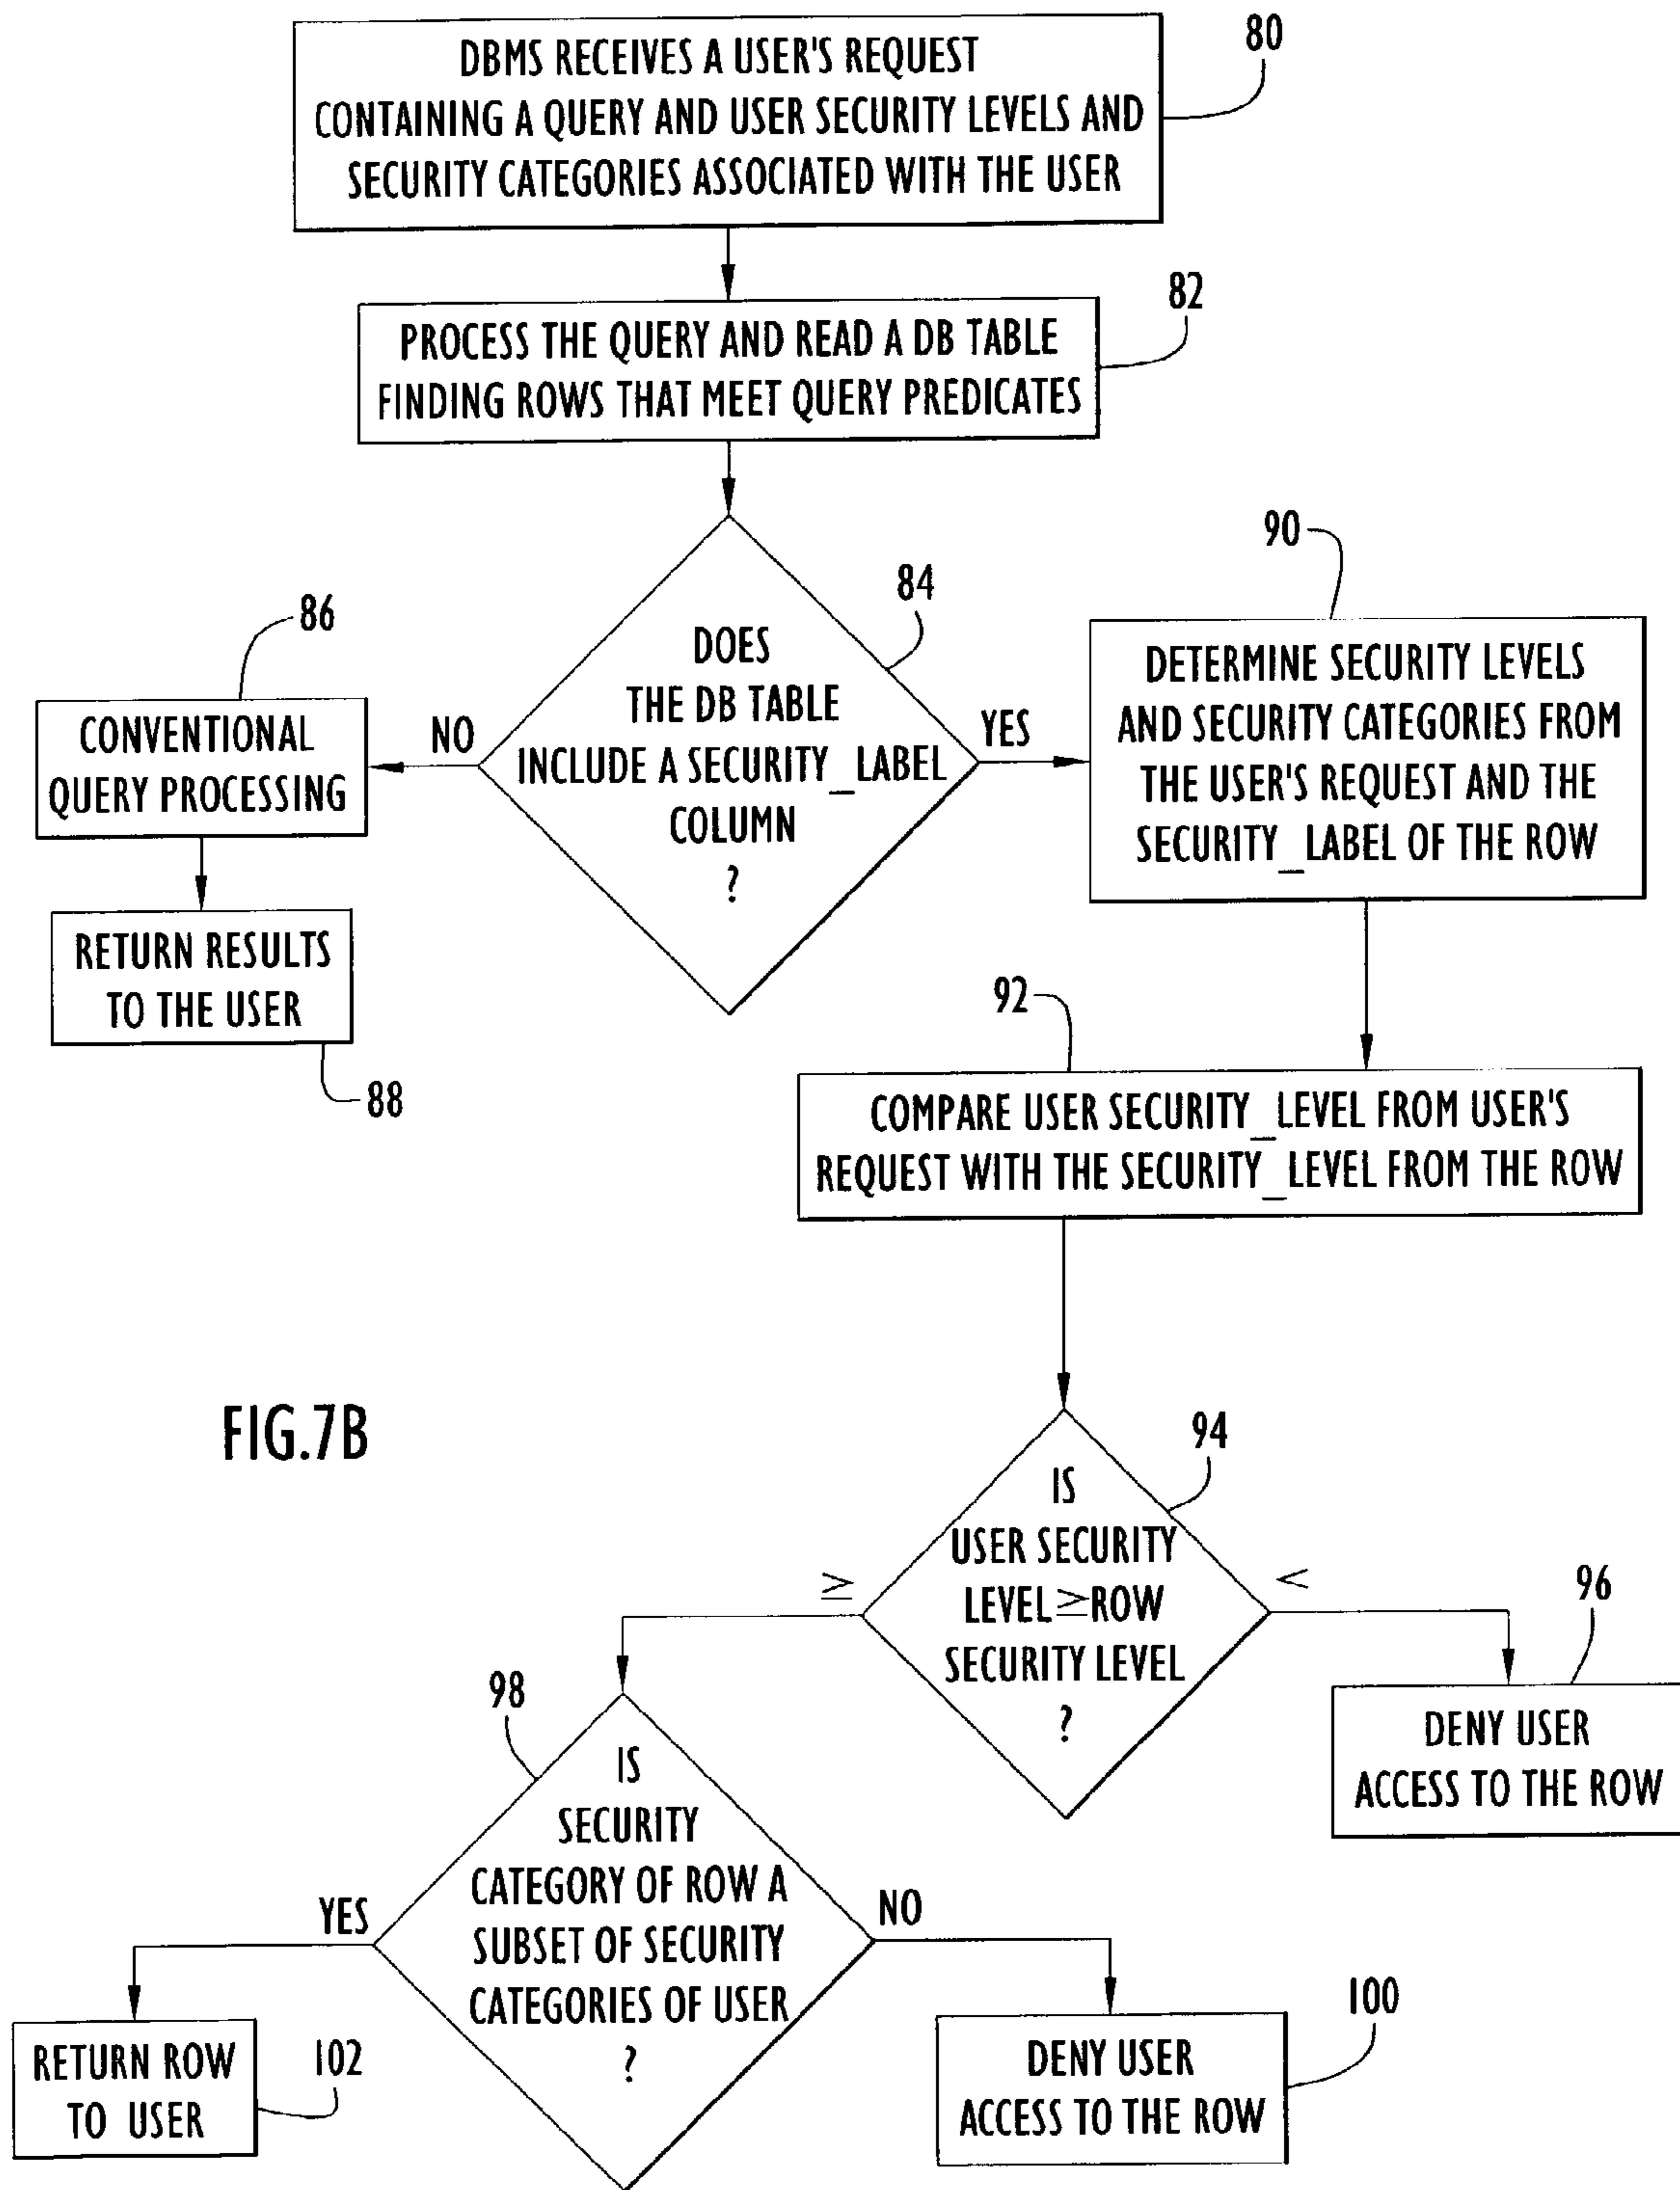 80
DBMS RECEIVES A USER'S REQUEST
CONTAINING A QUERY AND USER SECURITY LEVELS AND
SECURITY CATEGORIES ASSOCIATED WITH THE USER
82
PROCESS THE QUERY AND READ A DB TABLE
FINDING ROWS THAT MEET QUERY PREDICATES
84
DOES
THE DB TABLE
INCLUDE A SECURITY_LABEL
COLUMN
?
NO
YES
86
CONVENTIONAL
QUERY PROCESSING
RETURN RESULTS
TO THE USER
88
90
DETERMINE SECURITY LEVELS
AND SECURITY CATEGORIES FROM
THE USER'S REQUEST AND THE
SECURITY_LABEL OF THE ROW
92
COMPARE USER SECURITY_LEVEL FROM USER'S
REQUEST WITH THE SECURITY_LEVEL FROM THE ROW
FIG.7B
94
IS
USER SECURITY
LEVEL≥ROW
SECURITY LEVEL
?
≥
<
96
DENY USER
ACCESS TO THE ROW
98
IS
SECURITY
CATEGORY OF ROW A
SUBSET OF SECURITY
CATEGORIES OF USER
?
YES
NO
RETURN ROW
TO USER
102
100
DENY USER
ACCESS TO THE ROW